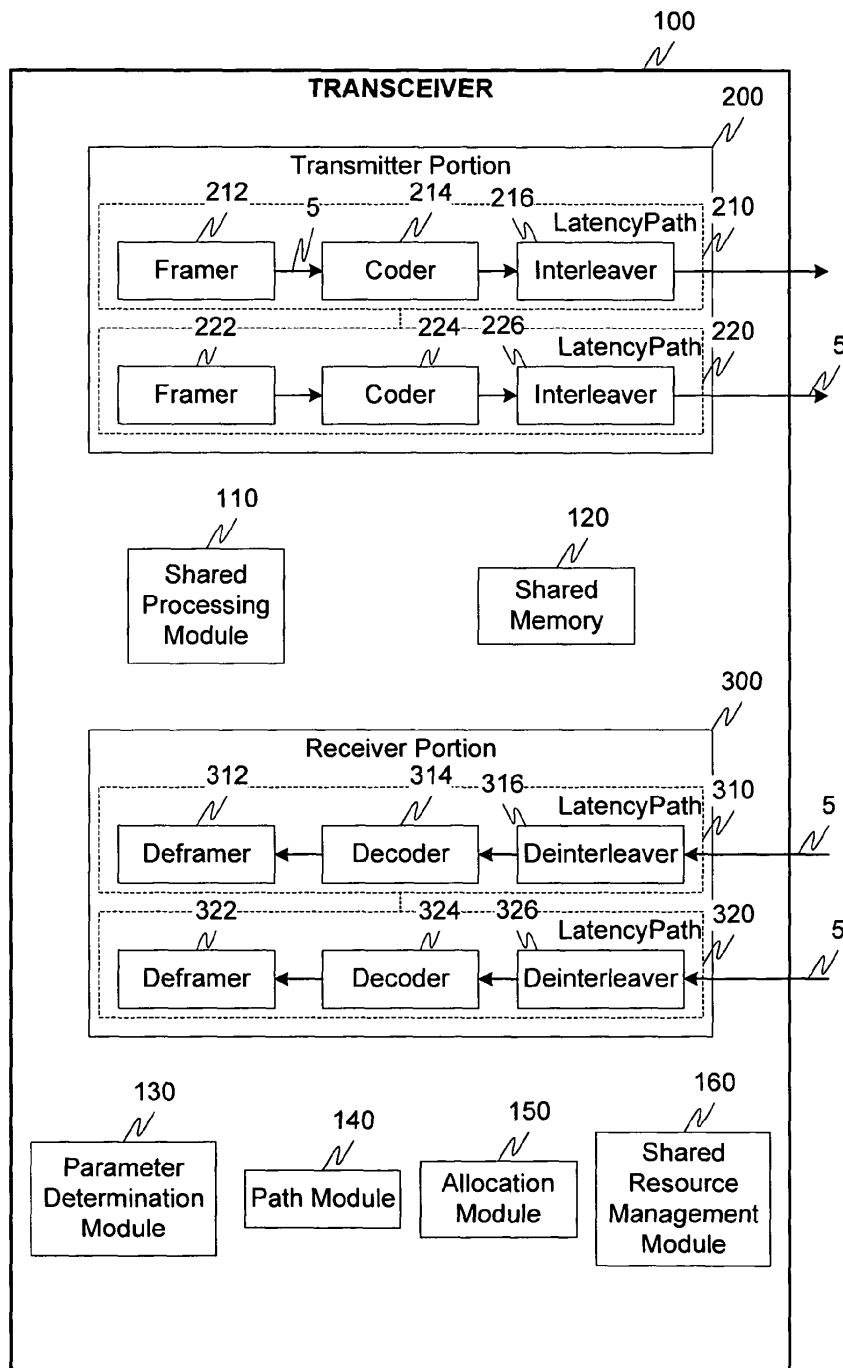 100
TRANSCEIVER
200
Transmitter Portion
212
5
214
216
LatencyPath
210
Framer
Coder
Interleaver
222
224
226
LatencyPath
220
5
Framer
Coder
Interleaver
110
Shared
Processing
Module
120
Shared
Memory
300
Receiver Portion
312
314
316
LatencyPath
310
5
Deframer
Decoder
Deinterleaver
322
324
326
LatencyPath
320
5
Deframer
Decoder
Deinterleaver
130
Parameter
Determination
Module
140
Path Module
150
Allocation
Module
160
Shared
Resource
Management
Module